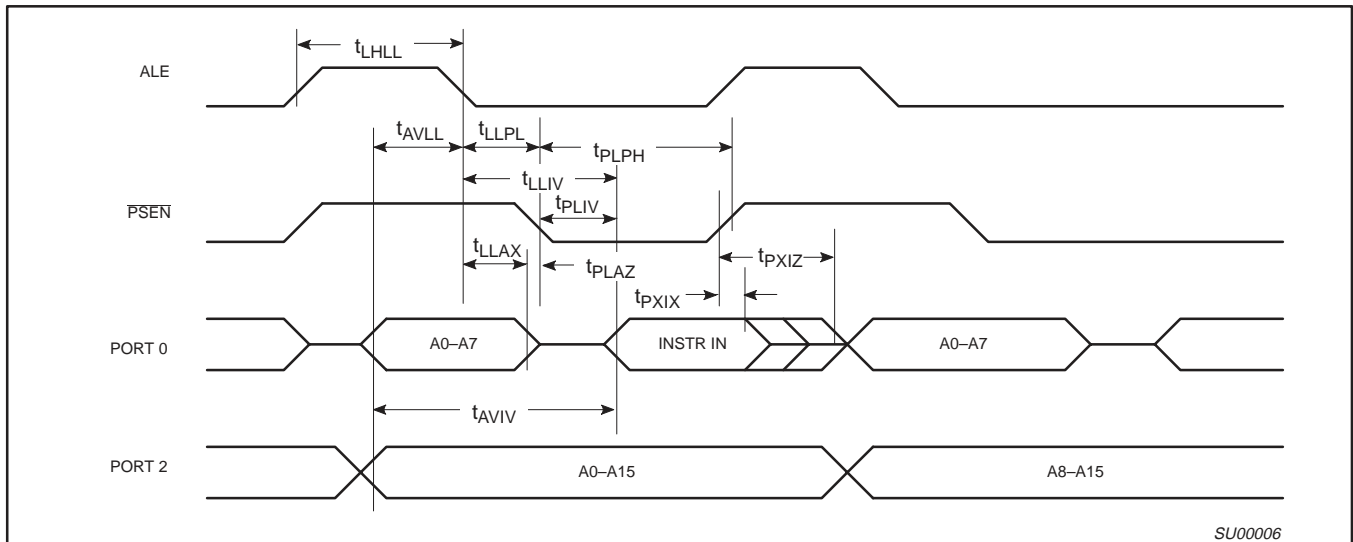 tLHLL
ALE
tAVLL
tLLPL
tPLPH
tLLIV
PSEN
tPLIV
tLLAX
tPLAZ
tPXIZ
tPXIX
PORT 0
A0–A7
INSTR IN
A0–A7
tAVIV
PORT 2
A0–A15
A8–A15
SU00006